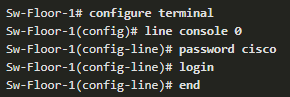 Sw-Floor-1# configure terminal
Sw-Floor-1(config)# line console 0
Sw-Floor-1(config-line)# password cisco
Sw-Floor-1(config-line)# login
Sw-Floor-1(config-line)# end